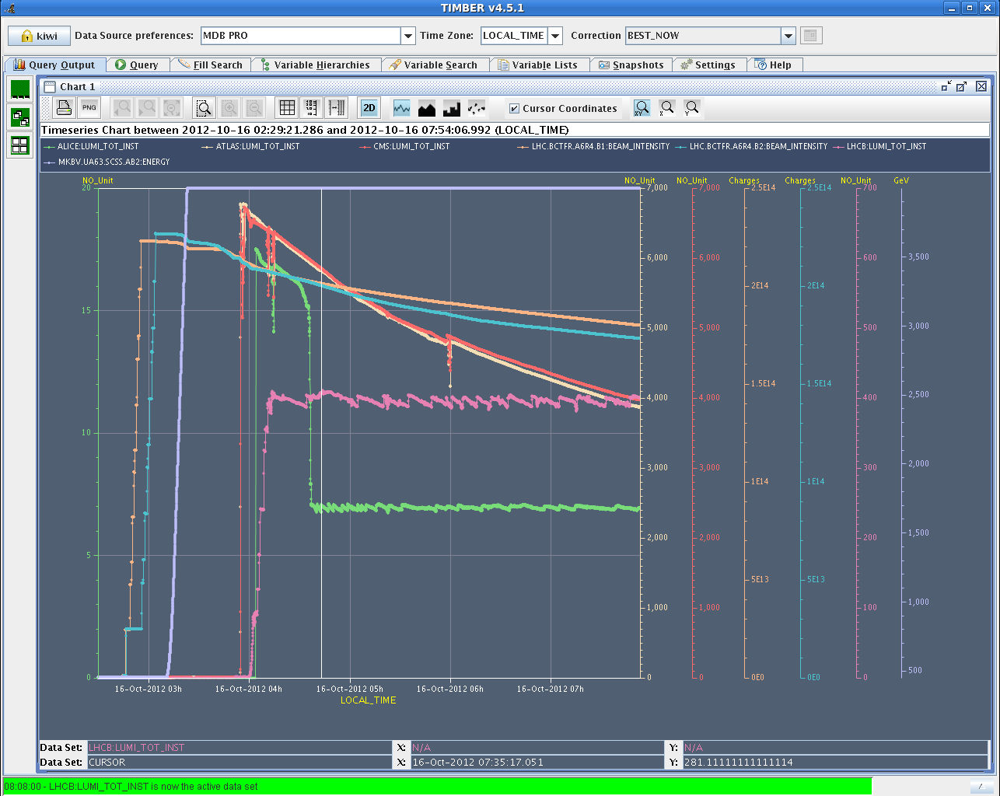 TIMBER v4.5.1
kiwi Data Source preferences: MDB PRO Time Zone: LOCAL_TIME Correction BEST_NOW
Query Output Query Fill Search Variable Hierarchies Variable Search Variable Lists Snapshots Settings Help
Chart 1
PNG 2D Cursor Coordinates XY X Y
Timeseries Chart between 2012-10-16 02:29:21.286 and 2012-10-16 07:54:06.992 (LOCAL_TIME)
ALICE:LUMI_TOT_INST ATLAS:LUMI_TOT_INST CMS:LUMI_TOT_INST LHC.BCTFR.A6R4.B1:BEAM_INTENSITY LHC.BCTFR.A6R4.B2:BEAM_INTENSITY LHCB:LUMI_TOT_INST
MKBV.UA63.SCSS.AB2:ENERGY
NO_Unit NO_Unit NO_Unit Charges Charges NO_Unit GeV
20 7,000 7,000 2.5E14 2.5E14 700
6,000 6,000 600 3,500
2E14 2E14
15 5,000 5,000 500 3,000
1.5E14 1.5E14
4,000 4,000 400 2,500
10
3,000 3,000 300 2,000
1E14 1E14
2,000 2,000 200 1,500
5
5E13 5E13
1,000 1,000 100 1,000
500
0 0 0 0E0 0E0 0
16-Oct-2012 03h 16-Oct-2012 04h 16-Oct-2012 05h 16-Oct-2012 06h 16-Oct-2012 07h
LOCAL_TIME
Data Set: LHCB:LUMI_TOT_INST X: N/A Y: N/A
Data Set: CURSOR X: 16-Oct-2012 07:35:17.051 Y: 281.11111111111114
08:08:00 - LHCB:LUMI_TOT_INST is now the active data set